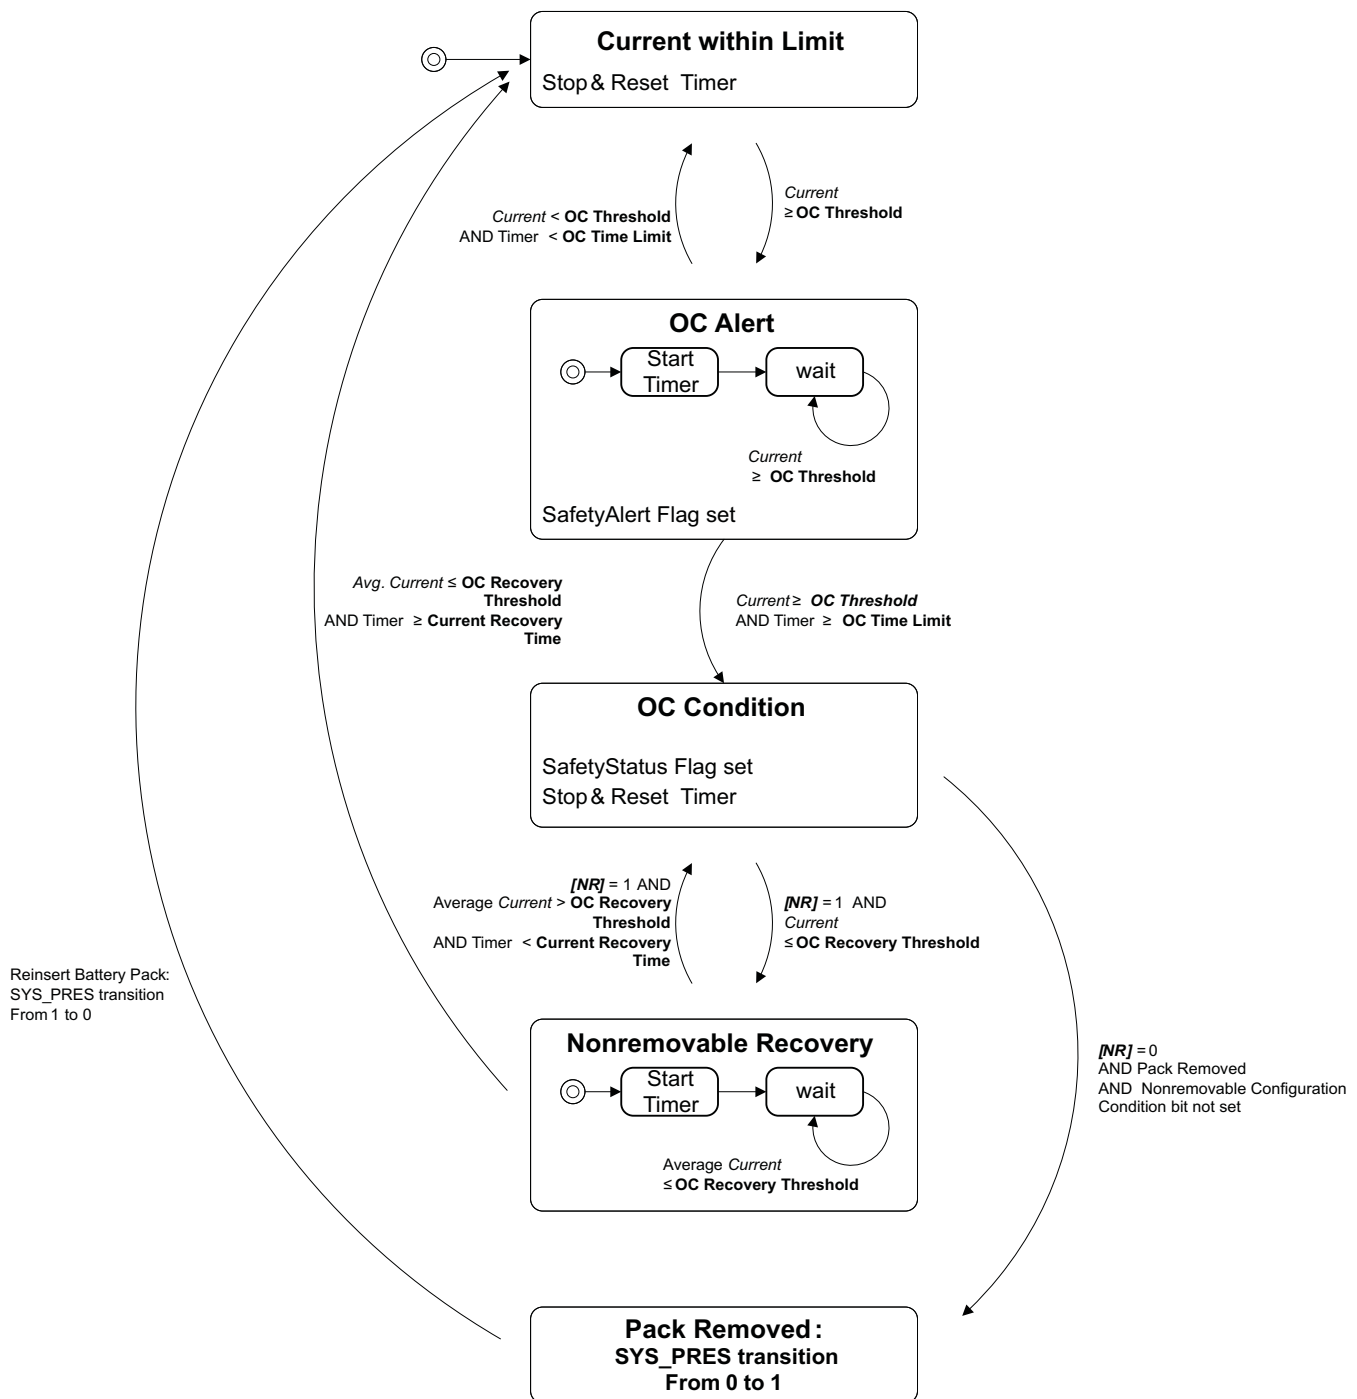 Current within Limit
Stop & Reset Timer
Current < OC Threshold
AND Timer < OC Time Limit
Current
≥ OC Threshold
OC Alert
Start
Timer
wait
Current
≥ OC Threshold
SafetyAlert Flag set
Avg. Current ≤ OC Recovery
Threshold
AND Timer ≥ Current Recovery
Time
Current ≥ OC Threshold
AND Timer ≥ OC Time Limit
OC Condition
SafetyStatus Flag set
Stop & Reset Timer
[NR] = 1 AND
Average Current > OC Recovery
Threshold
AND Timer < Current Recovery
Time
[NR] = 1 AND
Current
≤ OC Recovery Threshold
Reinsert Battery Pack:
SYS_PRES transition
From 1 to 0
Nonremovable Recovery
Start
Timer
wait
Average Current
≤ OC Recovery Threshold
[NR] = 0
AND Pack Removed
AND Nonremovable Configuration
Condition bit not set
Pack Removed:
SYS_PRES transition
From 0 to 1